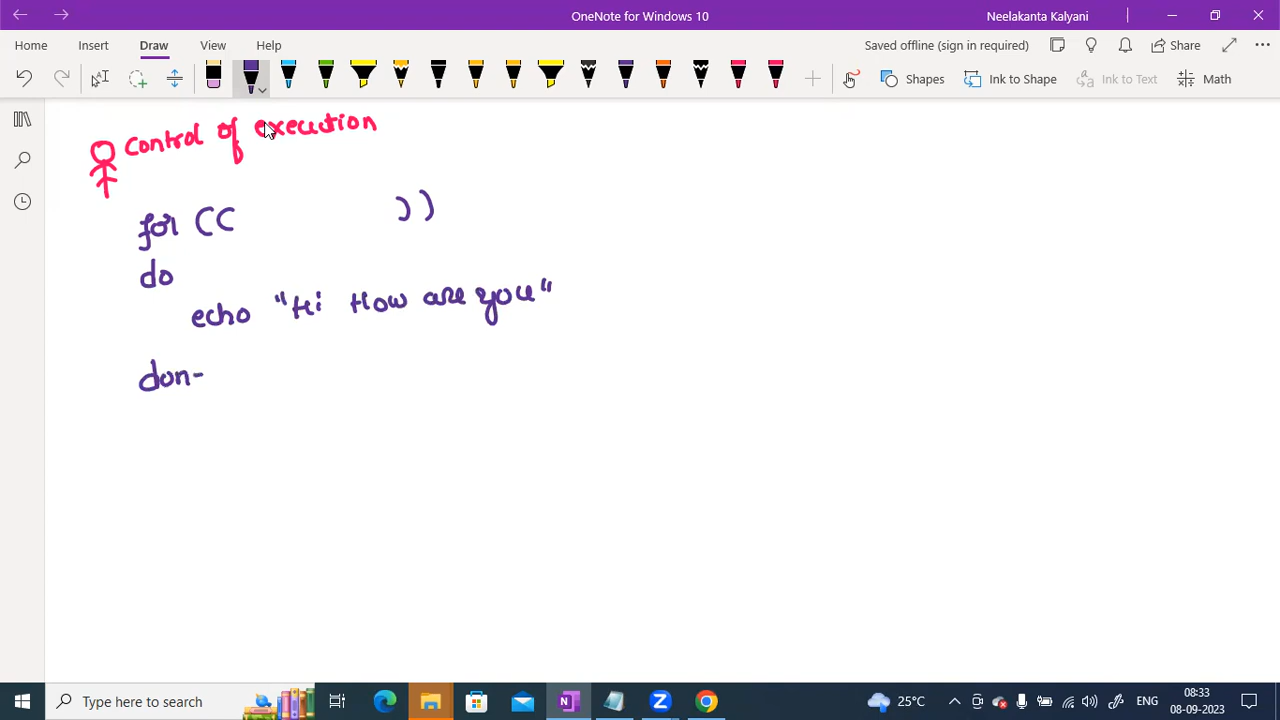 OneNote for Windows 10
Neelakanta Kalyani
Home Insert Draw View Help
Saved offline (sign in required)
Share
Shapes
Ink to Shape
Ink to Text
Math
Control of execution
for (( ))
do
echo "Hi How are you"
don-
Type here to search
25°C
ENG
08:33
08-09-2023